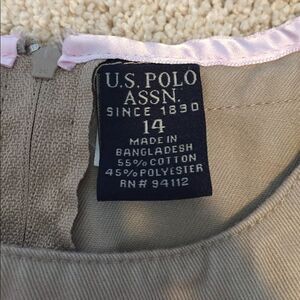 U.S. POLO
ASSN.
SINCE 1890
14
MADE IN
BANGLADESH
55% COTTON
45% POLYESTER
RN# 94112